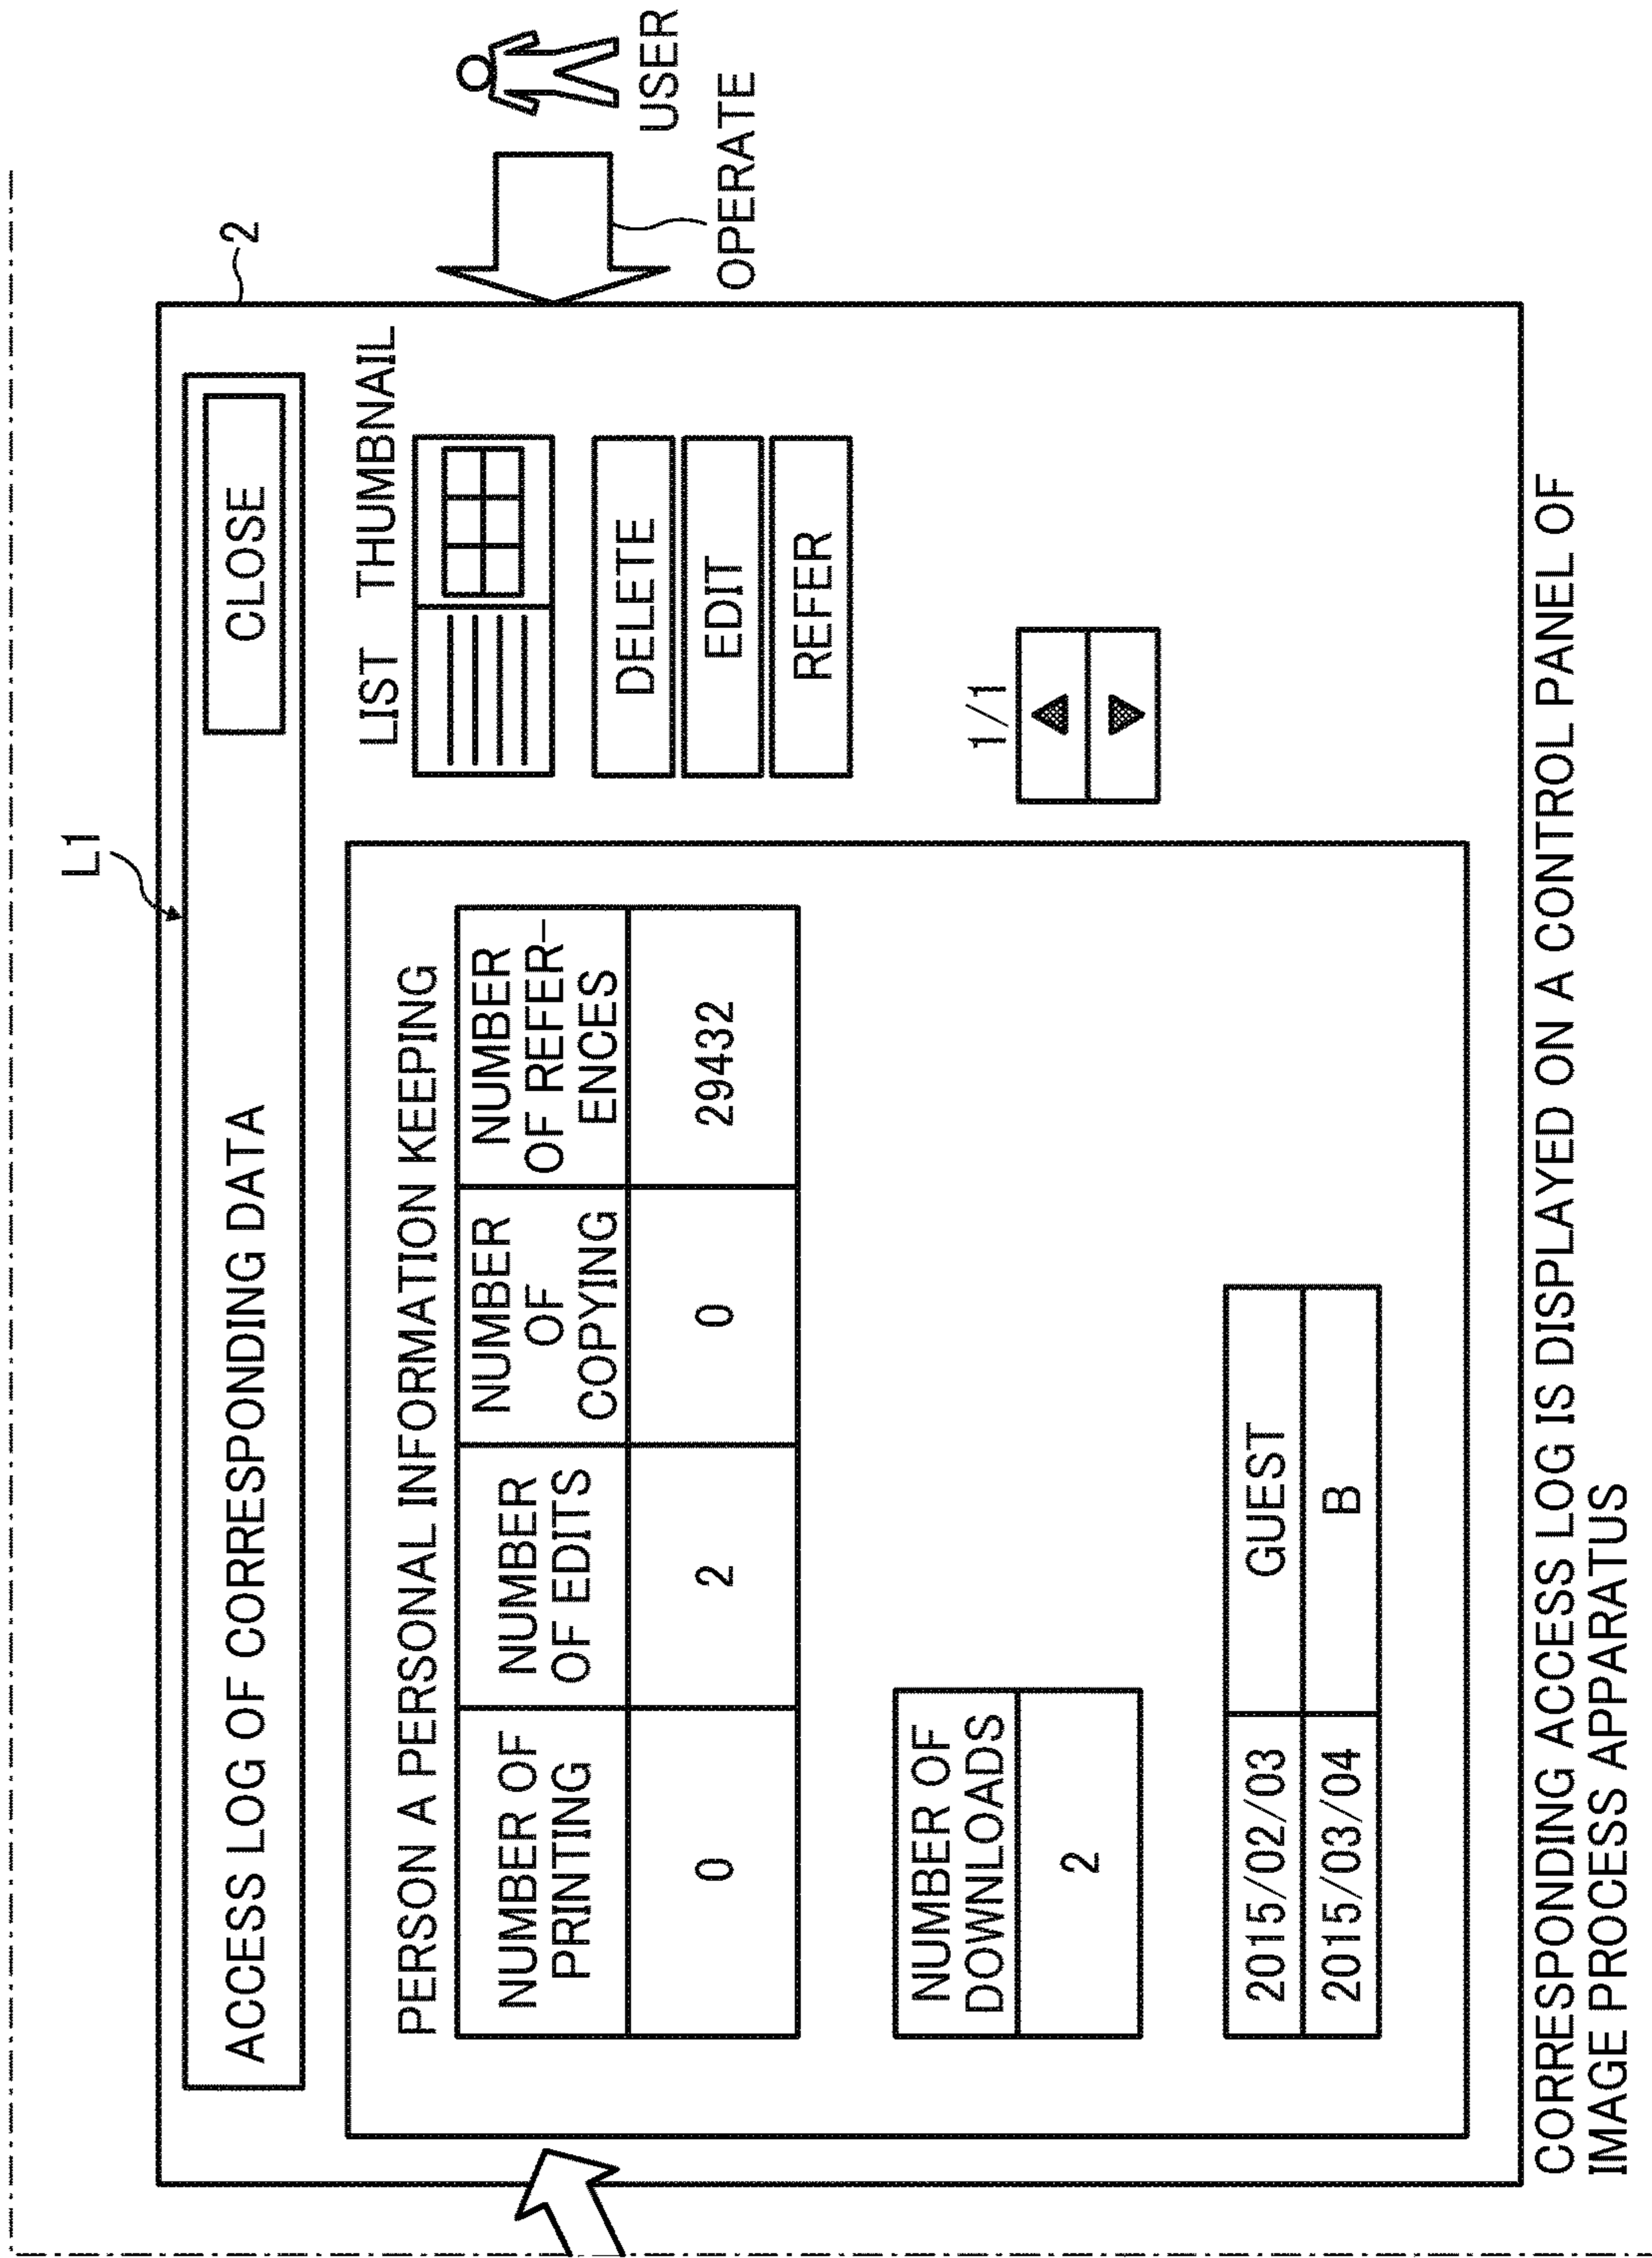 L1
2
ACCESS LOG OF CORRESPONDING DATA
CLOSE
PERSON A PERSONAL INFORMATION KEEPING
NUMBER OF
PRINTING
NUMBER
OF EDITS
NUMBER
OF
COPYING
NUMBER
OF REFER-
ENCES
0
2
0
29432
NUMBER OF
DOWNLOADS
2
2015/02/03
GUEST
2015/03/04
B
LIST
THUMBNAIL
DELETE
EDIT
REFER
1/1
USER
OPERATE
CORRESPONDING ACCESS LOG IS DISPLAYED ON A CONTROL PANEL OF
IMAGE PROCESS APPARATUS